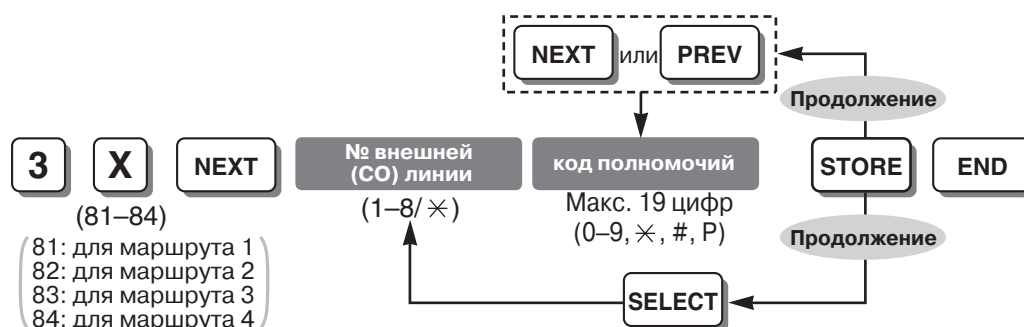 NEXT или PREV
Продолжение
3 X NEXT № внешней (CO) линии код полномочий STORE END
(81–84) (1–8/✳) Макс. 19 цифр
(0–9, ✳, #, P)
Продолжение
81: для маршрута 1
82: для маршрута 2
83: для маршрута 3
84: для маршрута 4
SELECT